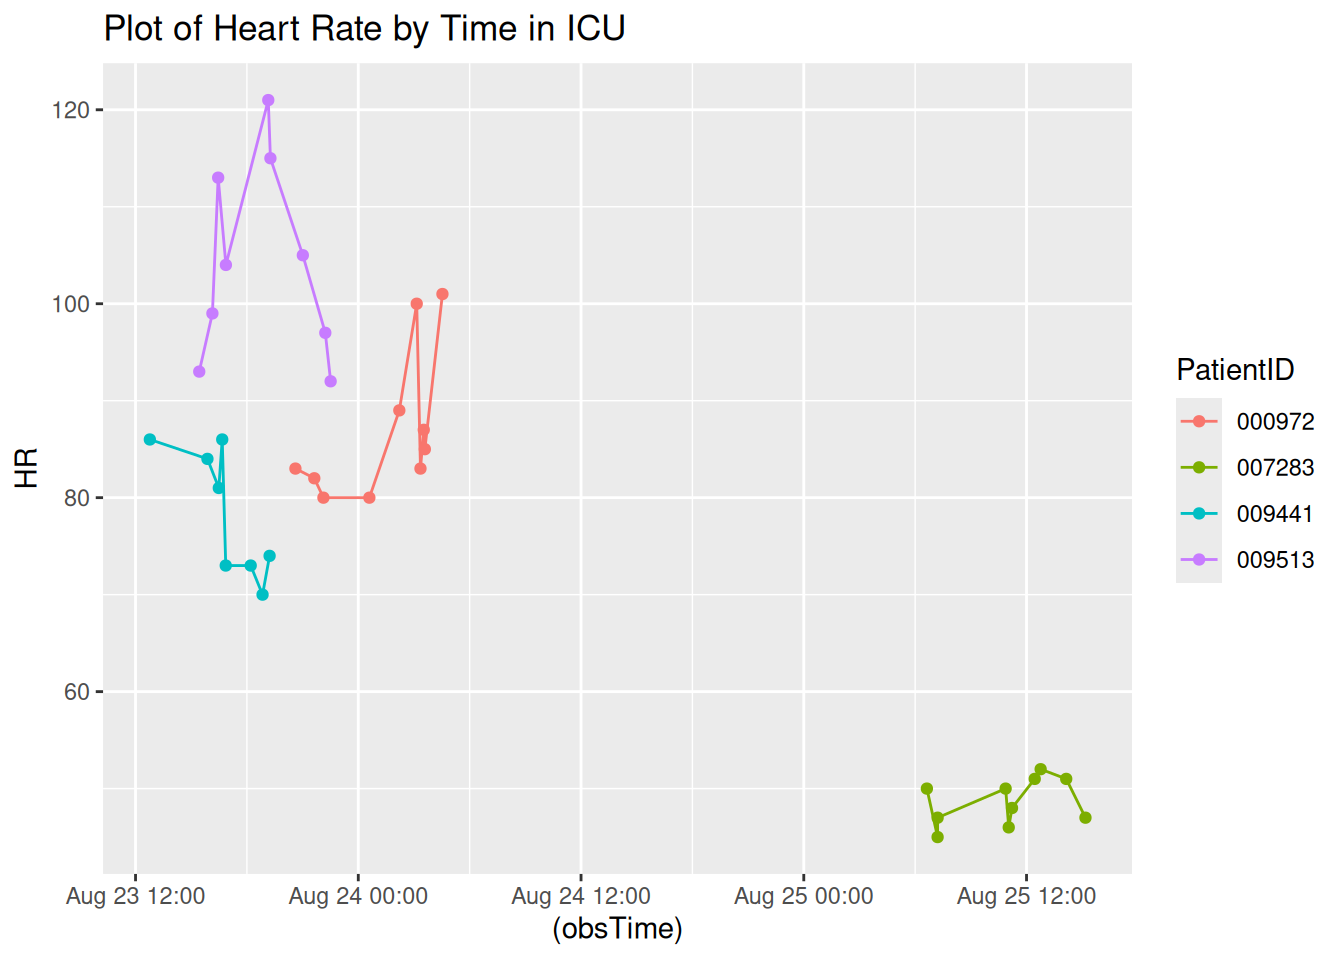 Plot of Heart Rate by Time in ICU
120
100
80
60
HR
Aug 23 12:00
Aug 24 00:00
Aug 24 12:00
Aug 25 00:00
Aug 25 12:00
(obsTime)
PatientID
000972
007283
009441
009513